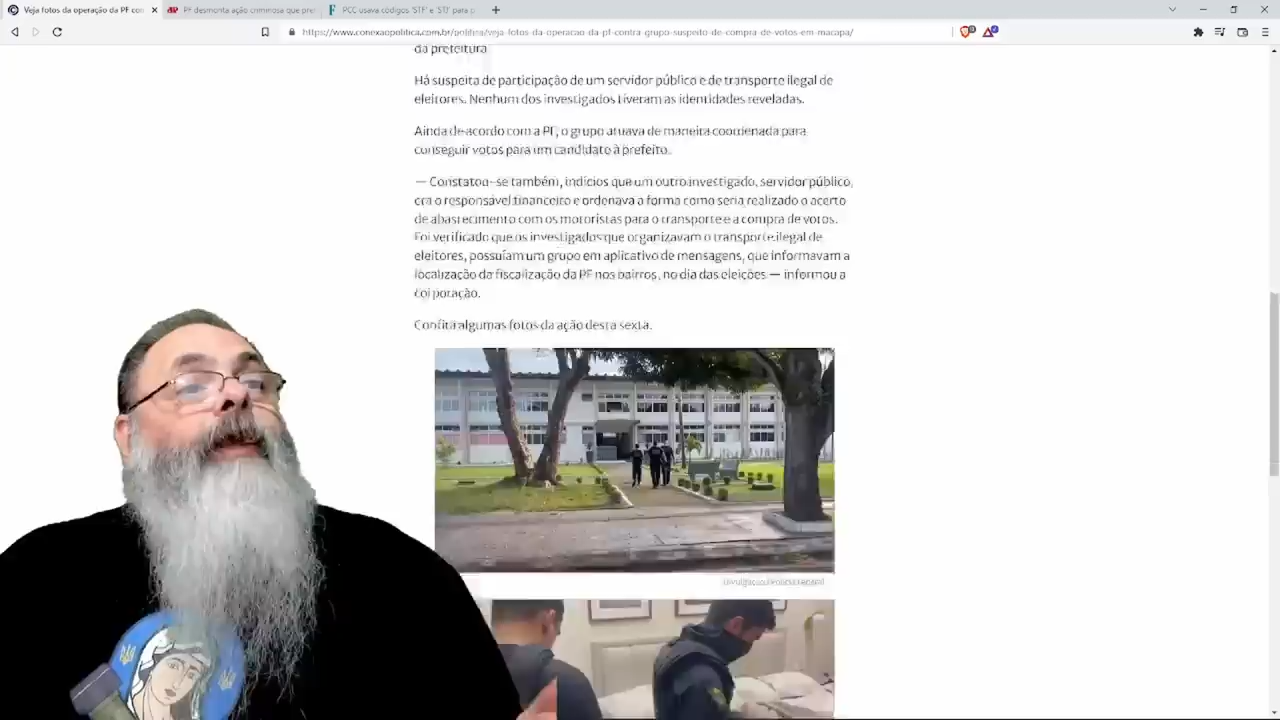 Veja fotos da operação da PF co
PF desmonta ação criminosa que pre
PCC usava códigos 'STF' e 'STJ' para p
https://www.conexaopolitica.com.br/politica/veja-fotos-da-operacao-da-pf-contra-grupo-suspeito-de-compra-de-votos-em-macapa/
da prefeitura
Há suspeita de participação de um servidor público e de transporte ilegal de
eleitores. Nenhum dos investigados tiveram as identidades reveladas.
Ainda de acordo com a PF, o grupo atuava de maneira coordenada para
conseguir votos para um candidato à prefeito.
— Constatou-se também, indícios que um outro investigado, servidor público,
era o responsável financeiro e ordenava a forma como seria realizado o acerto
de abastecimento com os motoristas para o transporte e a compra de votos.
Foi verificado que os investigados que organizavam o transporte ilegal de
eleitores, possuíam um grupo em aplicativo de mensagens, que informavam a
localização da fiscalização da PF nos bairros, no dia das eleições — informou a
corporação.
Confira algumas fotos da ação desta sexta.
Divulgação/Polícia Federal